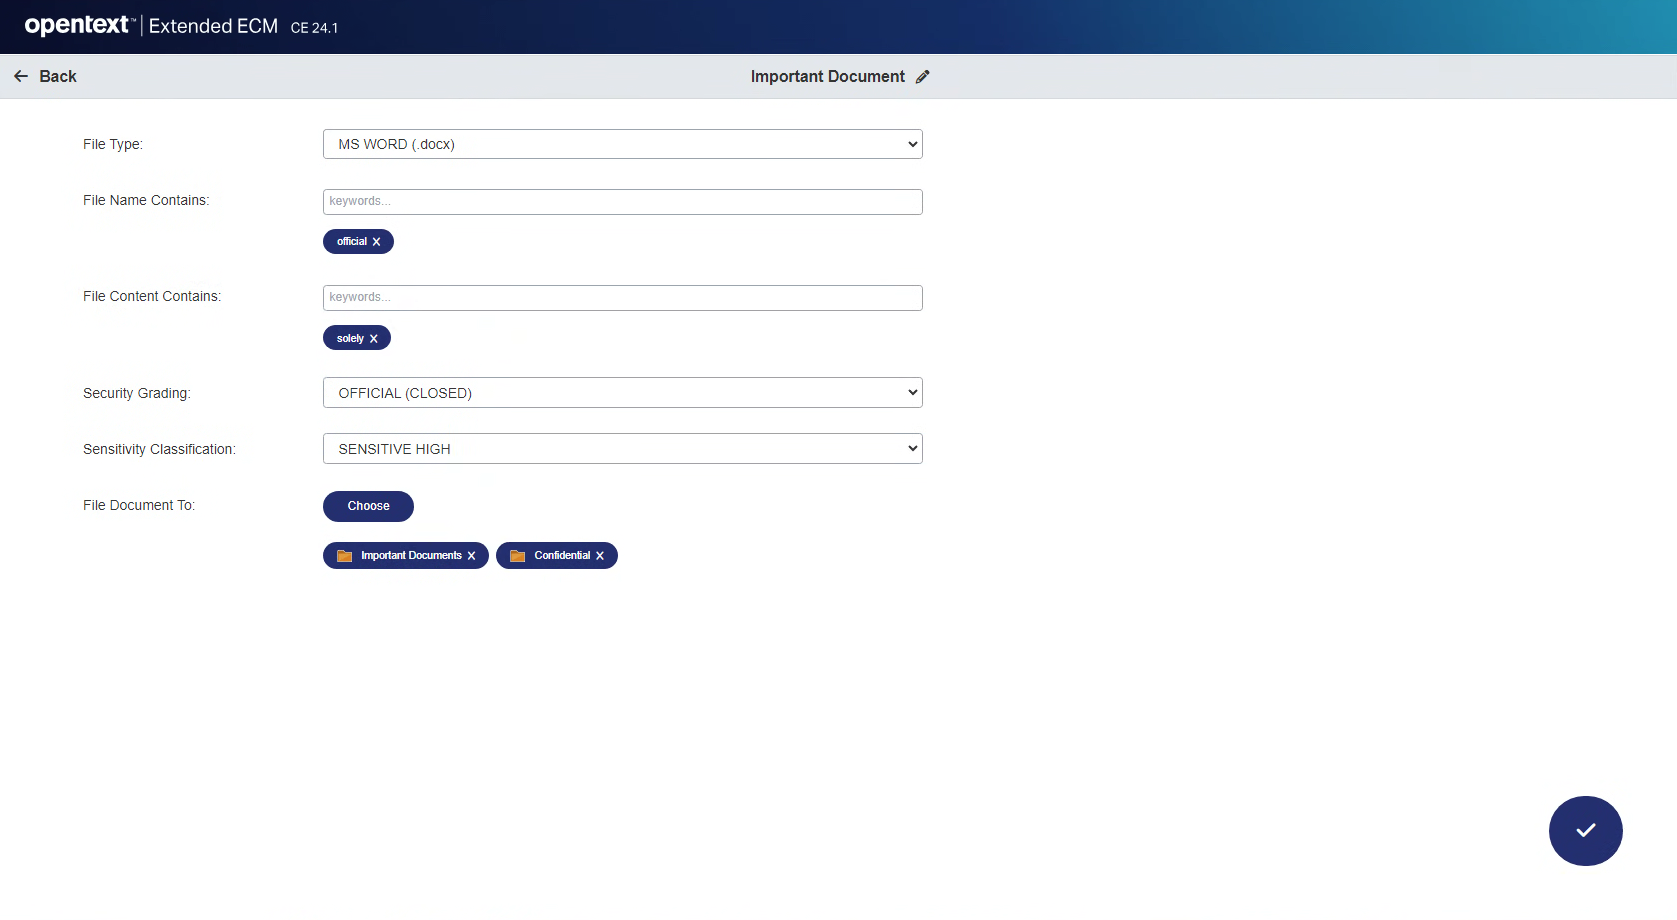 opentext™ | Extended ECM CE 24.1
Back
Important Document
File Type:
MS WORD (.docx)
File Name Contains:
keywords...
official X
File Content Contains:
keywords...
solely X
Security Grading:
OFFICIAL (CLOSED)
Sensitivity Classification:
SENSITIVE HIGH
File Document To:
Choose
Important Documents X
Confidential X